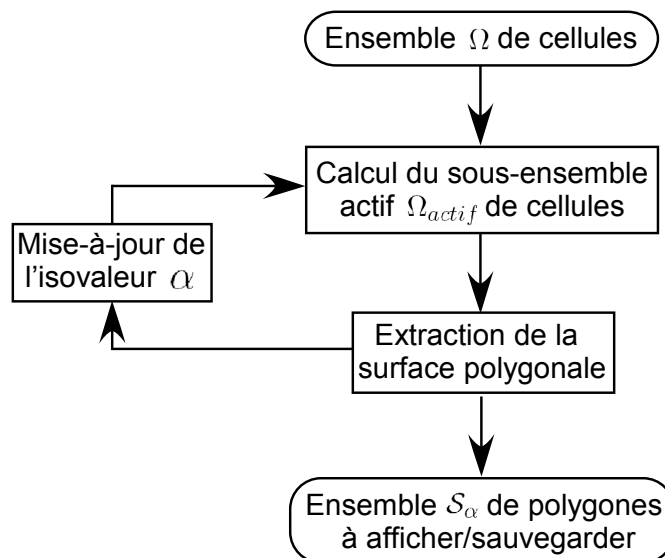 Ensemble Ω de cellules
Calcul du sous-ensemble
actif Ω_actif de cellules
Mise-à-jour de
l'isovaleur α
Extraction de la
surface polygonale
Ensemble 𝒮_α de polygones
à afficher/sauvegarder